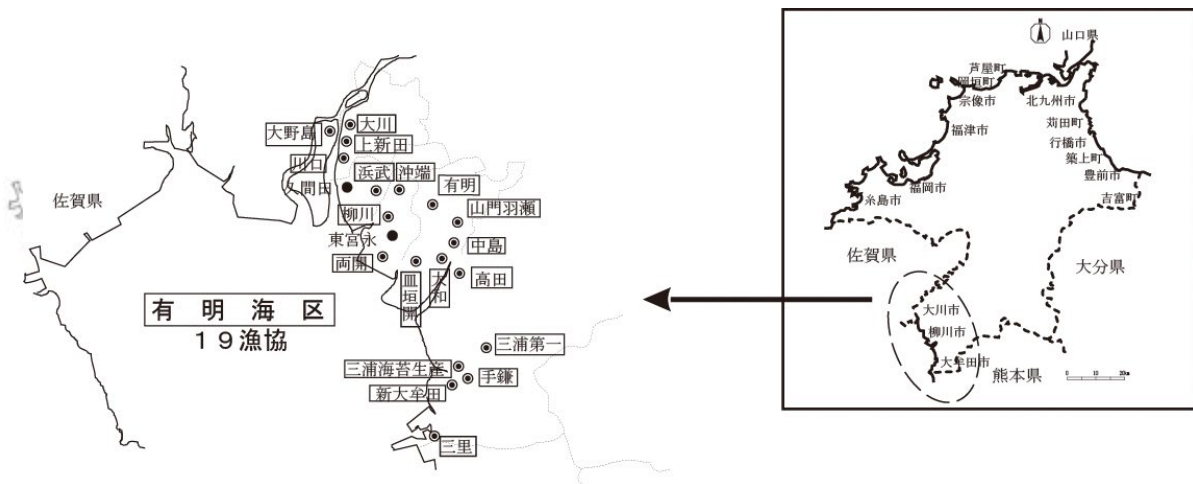 大川
大野島
上新田
川口
浜武
沖端
久間田
有明
山門羽瀬
柳川
東宮永
中島
両開
皿垣開
大和
高田
佐賀県
有明海区
19漁協
三浦第一
三浦海苔生産
手鎌
新大牟田
三里
N
山口県
芦屋町
岡垣町
宗像市
北九州市
福津市
苅田町
行橋市
築上町
豊前市
吉富町
福岡市
糸島市
佐賀県
大分県
大川市
柳川市
大牟田市
熊本県
0 10 20km